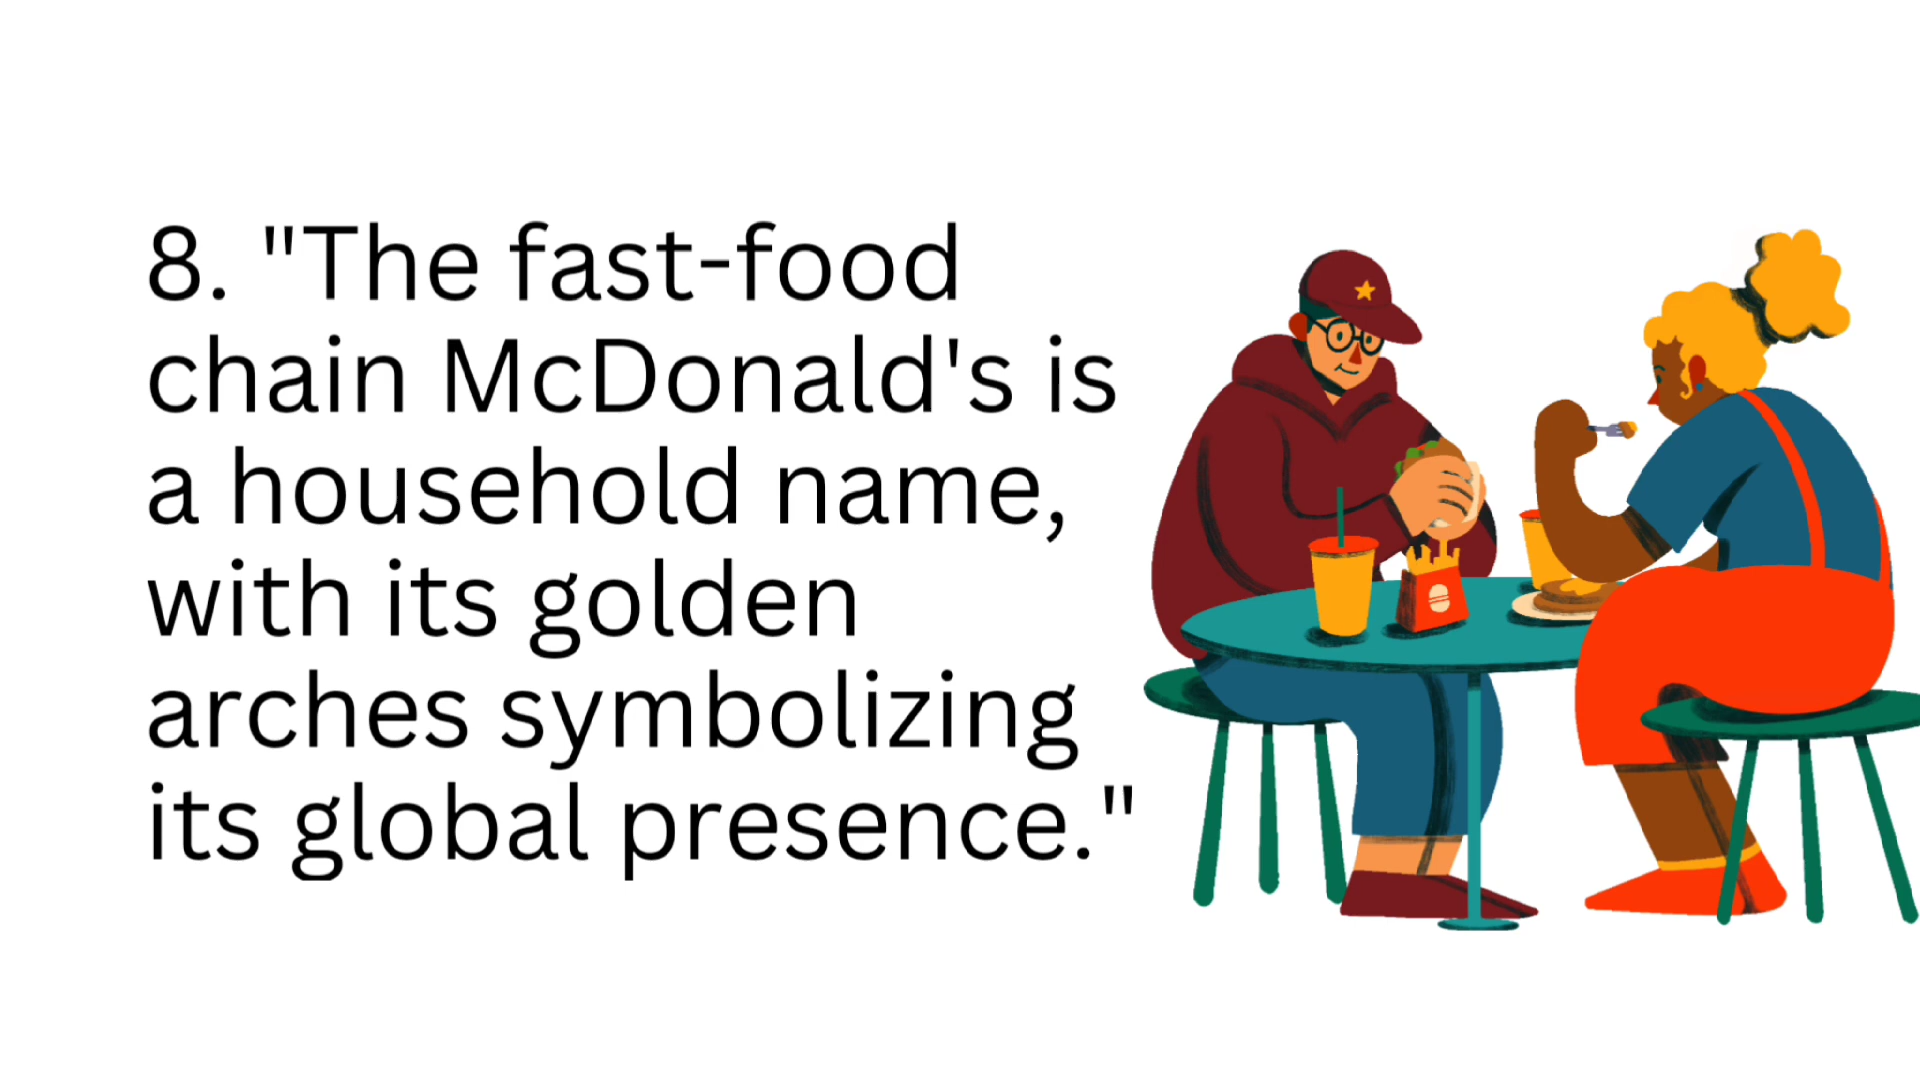 8. "The fast-food
chain McDonald's is
a household name,
with its golden
arches symbolizing
its global presence."